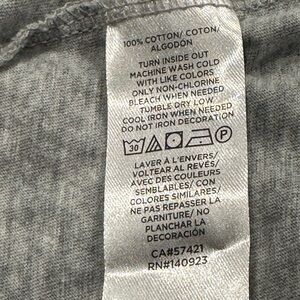 100% COTTON/ COTON/
ALGODÓN
TURN INSIDE OUT
MACHINE WASH COLD
WITH LIKE COLORS
ONLY NON-CHLORINE
BLEACH WHEN NEEDED
TUMBLE DRY LOW
COOL IRON WHEN NEEDED
DO NOT IRON DECORATION
30 P
LAVER À L'ENVERS/
VOLTEAR AL REVÉS/
AVEC DES COULEURS
SEMBLABLES/ CON
COLORES SIMILARES/
NE PAS REPASSER LA
GARNITURE/ NO
PLANCHAR LA
DECORACIÓN
CA#57421
RN#140923